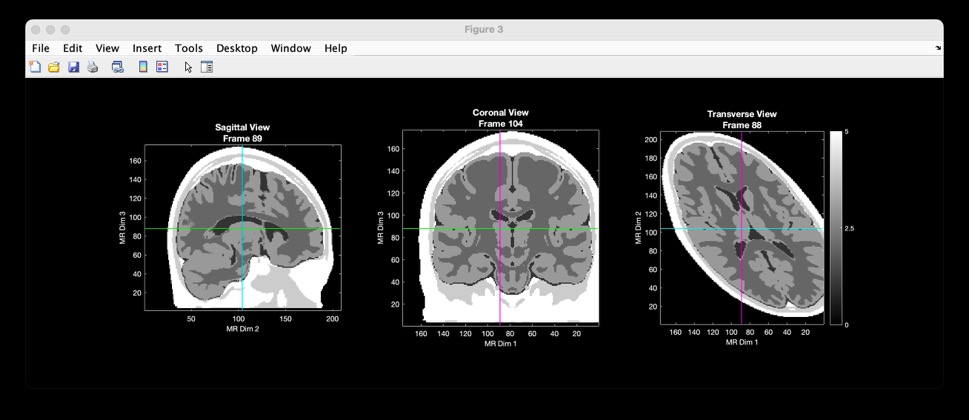 Figure 3
File Edit View Insert Tools Desktop Window Help
Sagittal View
Frame 89
MR Dim 3
160
140
120
100
80
60
40
20
50 100 150 200
MR Dim 2
Coronal View
Frame 104
MR Dim 3
160
140
120
100
80
60
40
20
160 140 120 100 80 60 40 20
MR Dim 1
Transverse View
Frame 88
MR Dim 2
200
180
160
140
120
100
80
60
40
20
160 140 120 100 80 60 40 20
MR Dim 1
5
2.5
0